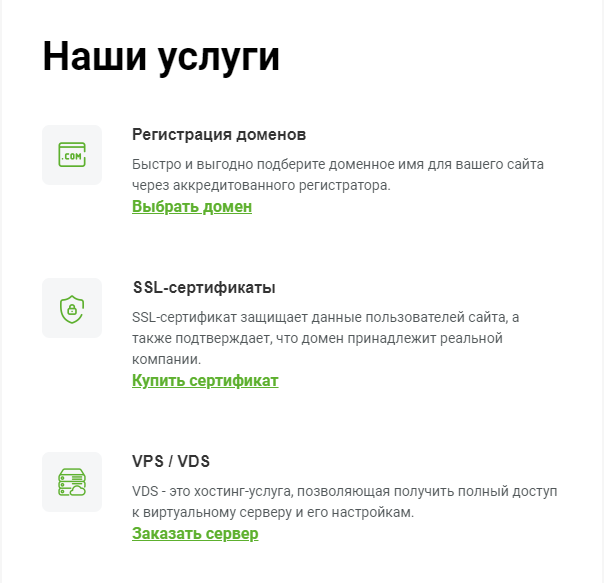 Наши услуги
.COM
Регистрация доменов
Быстро и выгодно подберите доменное имя для вашего сайта
через аккредитованного регистратора.
Выбрать домен
SSL-сертификаты
SSL-сертификат защищает данные пользователей сайта, а
также подтверждает, что домен принадлежит реальной
компании.
Купить сертификат
VPS / VDS
VDS - это хостинг-услуга, позволяющая получить полный доступ
к виртуальному серверу и его настройкам.
Заказать сервер